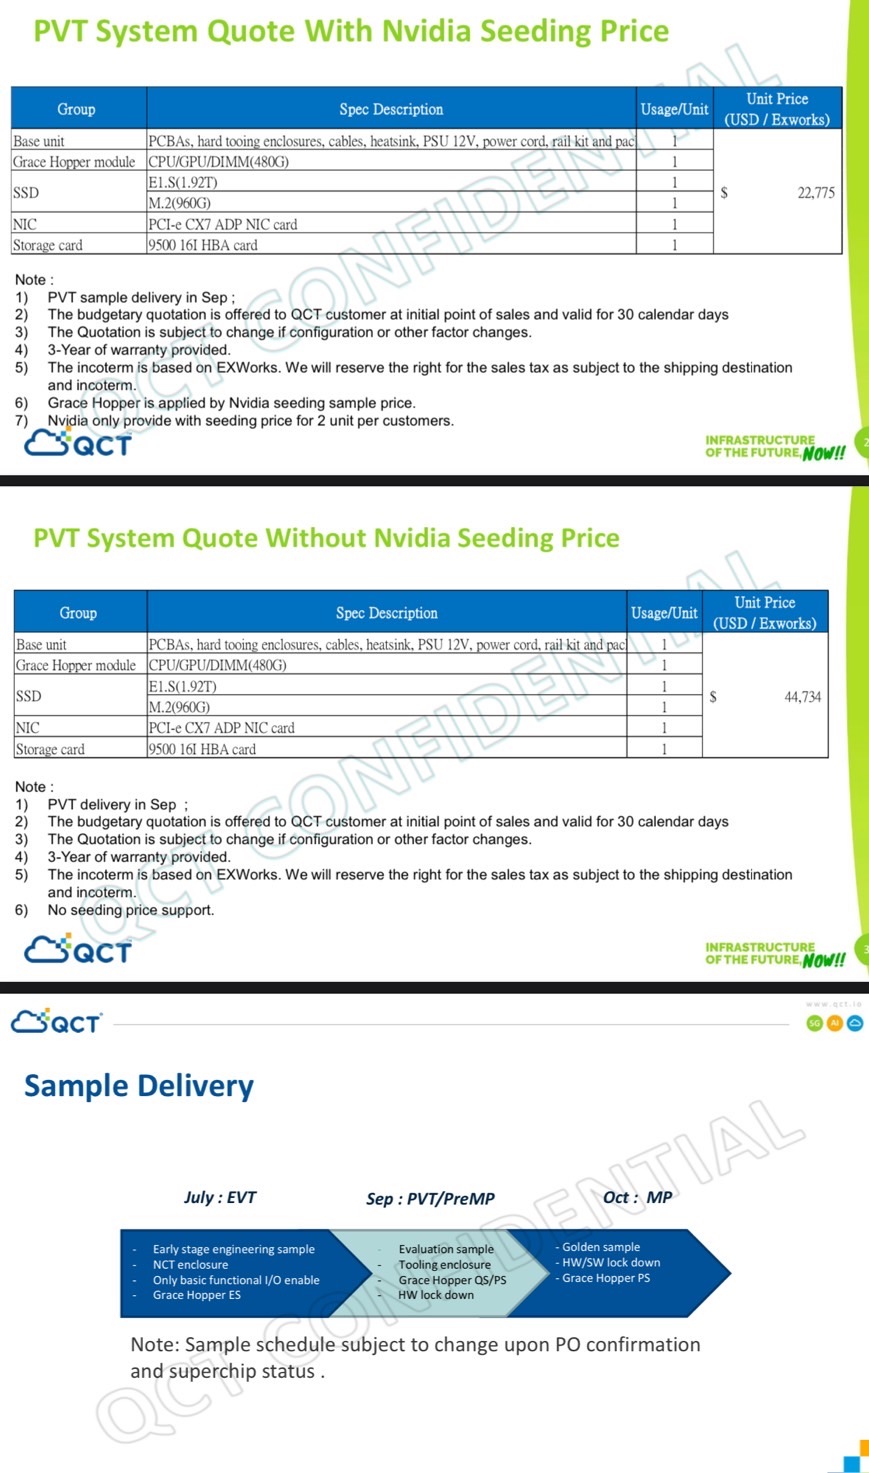 PVT System Quote With Nvidia Seeding Price
Group Spec Description Usage/Unit Unit Price
(USD / Exworks)
Base unit PCBAs, hard tooing enclosures, cables, heatsink, PSU 12V, power cord, rail kit and pac 1
Grace Hopper module CPU/GPU/DIMM(480G) 1
SSD E1.S(1.92T) 1
M.2(960G) 1
$ 22,775
NIC PCI-e CX7 ADP NIC card 1
Storage card 9500 16I HBA card 1
Note :
1) PVT sample delivery in Sep ;
2) The budgetary quotation is offered to QCT customer at initial point of sales and valid for 30 calendar days
3) The Quotation is subject to change if configuration or other factor changes.
4) 3-Year of warranty provided.
5) The incoterm is based on EXWorks. We will reserve the right for the sales tax as subject to the shipping destination
and incoterm.
6) Grace Hopper is applied by Nvidia seeding sample price.
7) Nvidia only provide with seeding price for 2 unit per customers.
QCT CONFIDENTIAL
QCT
INFRASTRUCTURE
OF THE FUTURE, NOW!!
2
PVT System Quote Without Nvidia Seeding Price
Group Spec Description Usage/Unit Unit Price
(USD / Exworks)
Base unit PCBAs, hard tooing enclosures, cables, heatsink, PSU 12V, power cord, rail kit and pac 1
Grace Hopper module CPU/GPU/DIMM(480G) 1
SSD E1.S(1.92T) 1
M.2(960G) 1
$ 44,734
NIC PCI-e CX7 ADP NIC card 1
Storage card 9500 16I HBA card 1
Note :
1) PVT delivery in Sep ;
2) The budgetary quotation is offered to QCT customer at initial point of sales and valid for 30 calendar days
3) The Quotation is subject to change if configuration or other factor changes.
4) 3-Year of warranty provided.
5) The incoterm is based on EXWorks. We will reserve the right for the sales tax as subject to the shipping destination
and incoterm.
6) No seeding price support.
QCT CONFIDENTIAL
QCT
INFRASTRUCTURE
OF THE FUTURE, NOW!!
3
www.qct.io
QCT
5G AI
Sample Delivery
July : EVT Sep : PVT/PreMP Oct : MP
- Early stage engineering sample
- NCT enclosure
- Only basic functional I/O enable
- Grace Hopper ES
- Evaluation sample
- Tooling enclosure
- Grace Hopper QS/PS
- HW lock down
- Golden sample
- HW/SW lock down
- Grace Hopper PS
Note: Sample schedule subject to change upon PO confirmation
and superchip status .
QCT CONFIDENTIAL